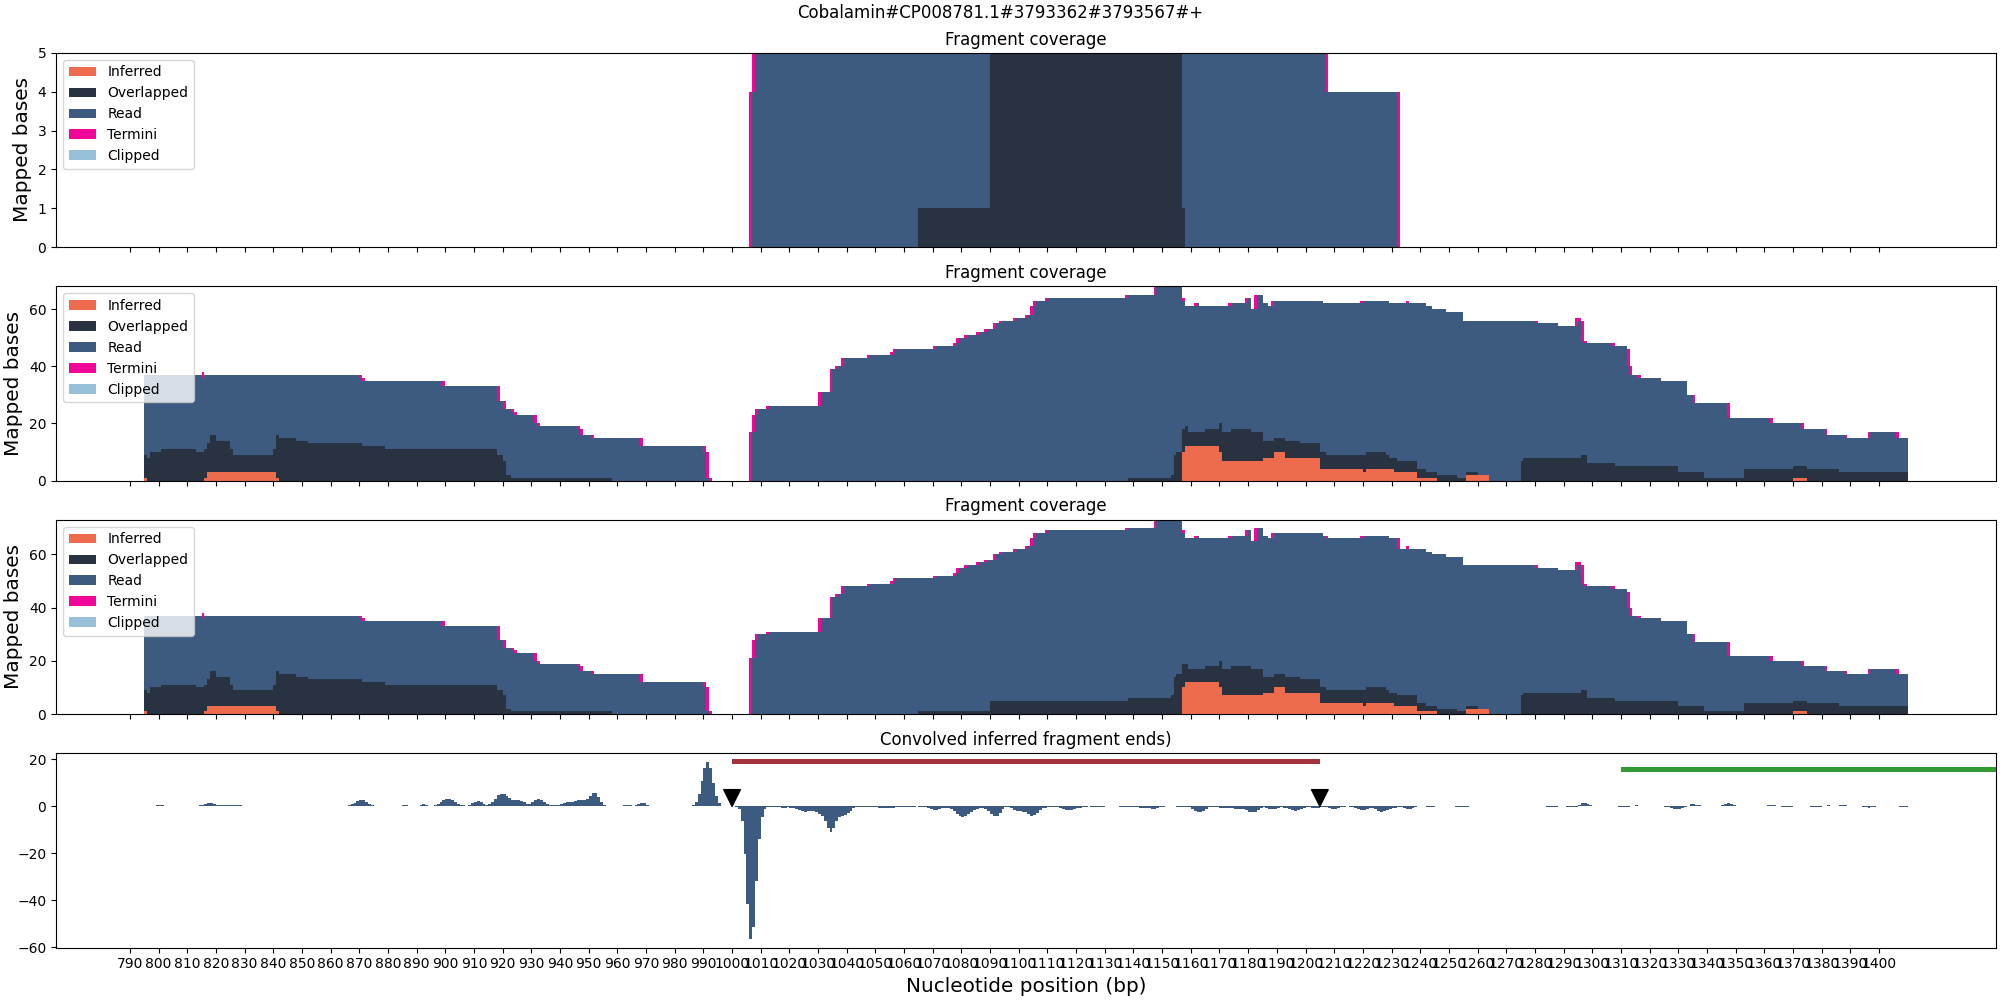 Cobalamin#CP008781.1#3793362#3793567#+
Fragment coverage
Mapped bases
5
4
3
2
1
0
Inferred
Overlapped
Read
Termini
Clipped
Fragment coverage
Mapped bases
60
40
20
0
Inferred
Overlapped
Read
Termini
Clipped
Fragment coverage
Mapped bases
60
40
20
0
Inferred
Overlapped
Read
Termini
Clipped
Convolved inferred fragment ends)
20
0
−20
−40
−60
790 800 810 820 830 840 850 860 870 880 890 900 910 920 930 940 950 960 970 980 990 1000 1010 1020 1030 1040 1050 1060 1070 1080 1090 1100 1110 1120 1130 1140 1150 1160 1170 1180 1190 1200 1210 1220 1230 1240 1250 1260 1270 1280 1290 1300 1310 1320 1330 1340 1350 1360 1370 1380 1390 1400
Nucleotide position (bp)